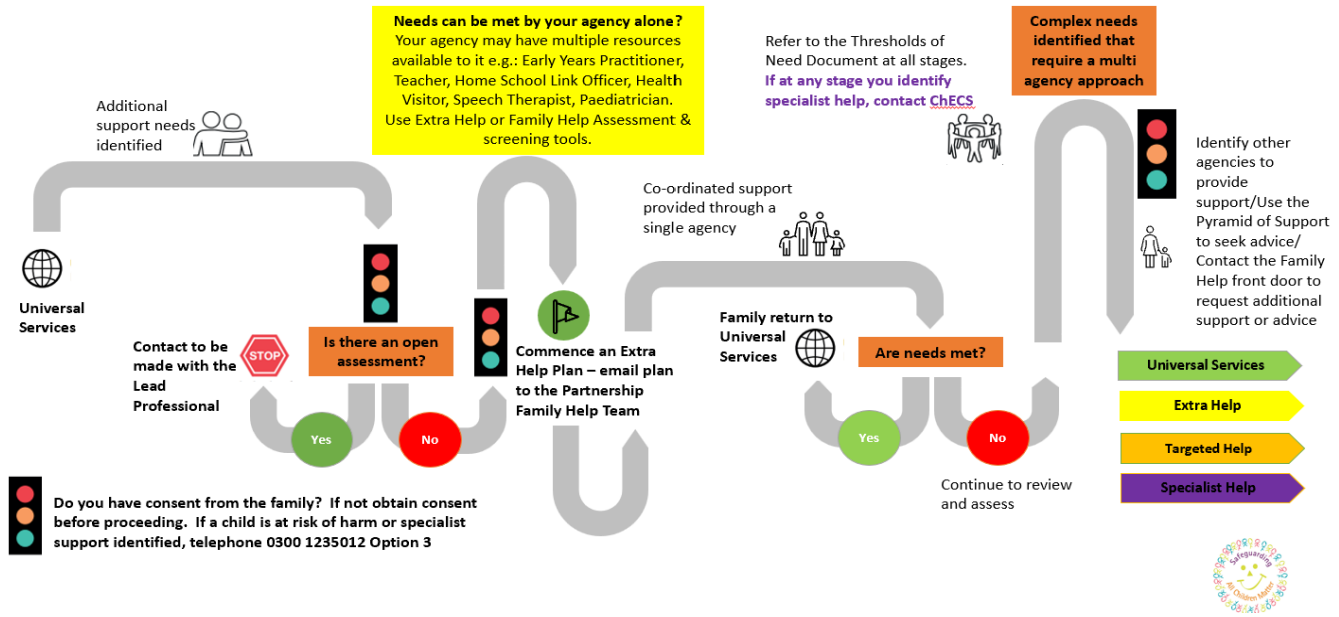 Additional
support needs
identified
Universal
Services
Contact to be
made with the
Lead
Professional
STOP
Is there an open
assessment?
Yes
No
Needs can be met by your agency alone?
Your agency may have multiple resources
available to it e.g.: Early Years Practitioner,
Teacher, Home School Link Officer, Health
Visitor, Speech Therapist, Paediatrician.
Use Extra Help or Family Help Assessment &
screening tools.
Commence an Extra
Help Plan – email plan
to the Partnership
Family Help Team
Co-ordinated support
provided through a
single agency
Refer to the Thresholds of
Need Document at all stages.
If at any stage you identify
specialist help, contact ChECS
Family return to
Universal
Services
Are needs met?
Yes
No
Continue to review
and assess
Complex needs
identified that
require a multi
agency approach
Identify other
agencies to
provide
support/Use the
Pyramid of Support
to seek advice/
Contact the Family
Help front door to
request additional
support or advice
Universal Services
Extra Help
Targeted Help
Specialist Help
Do you have consent from the family?  If not obtain consent
before proceeding.  If a child is at risk of harm or specialist
support identified, telephone 0300 1235012 Option 3
Safeguarding
All Children Matter